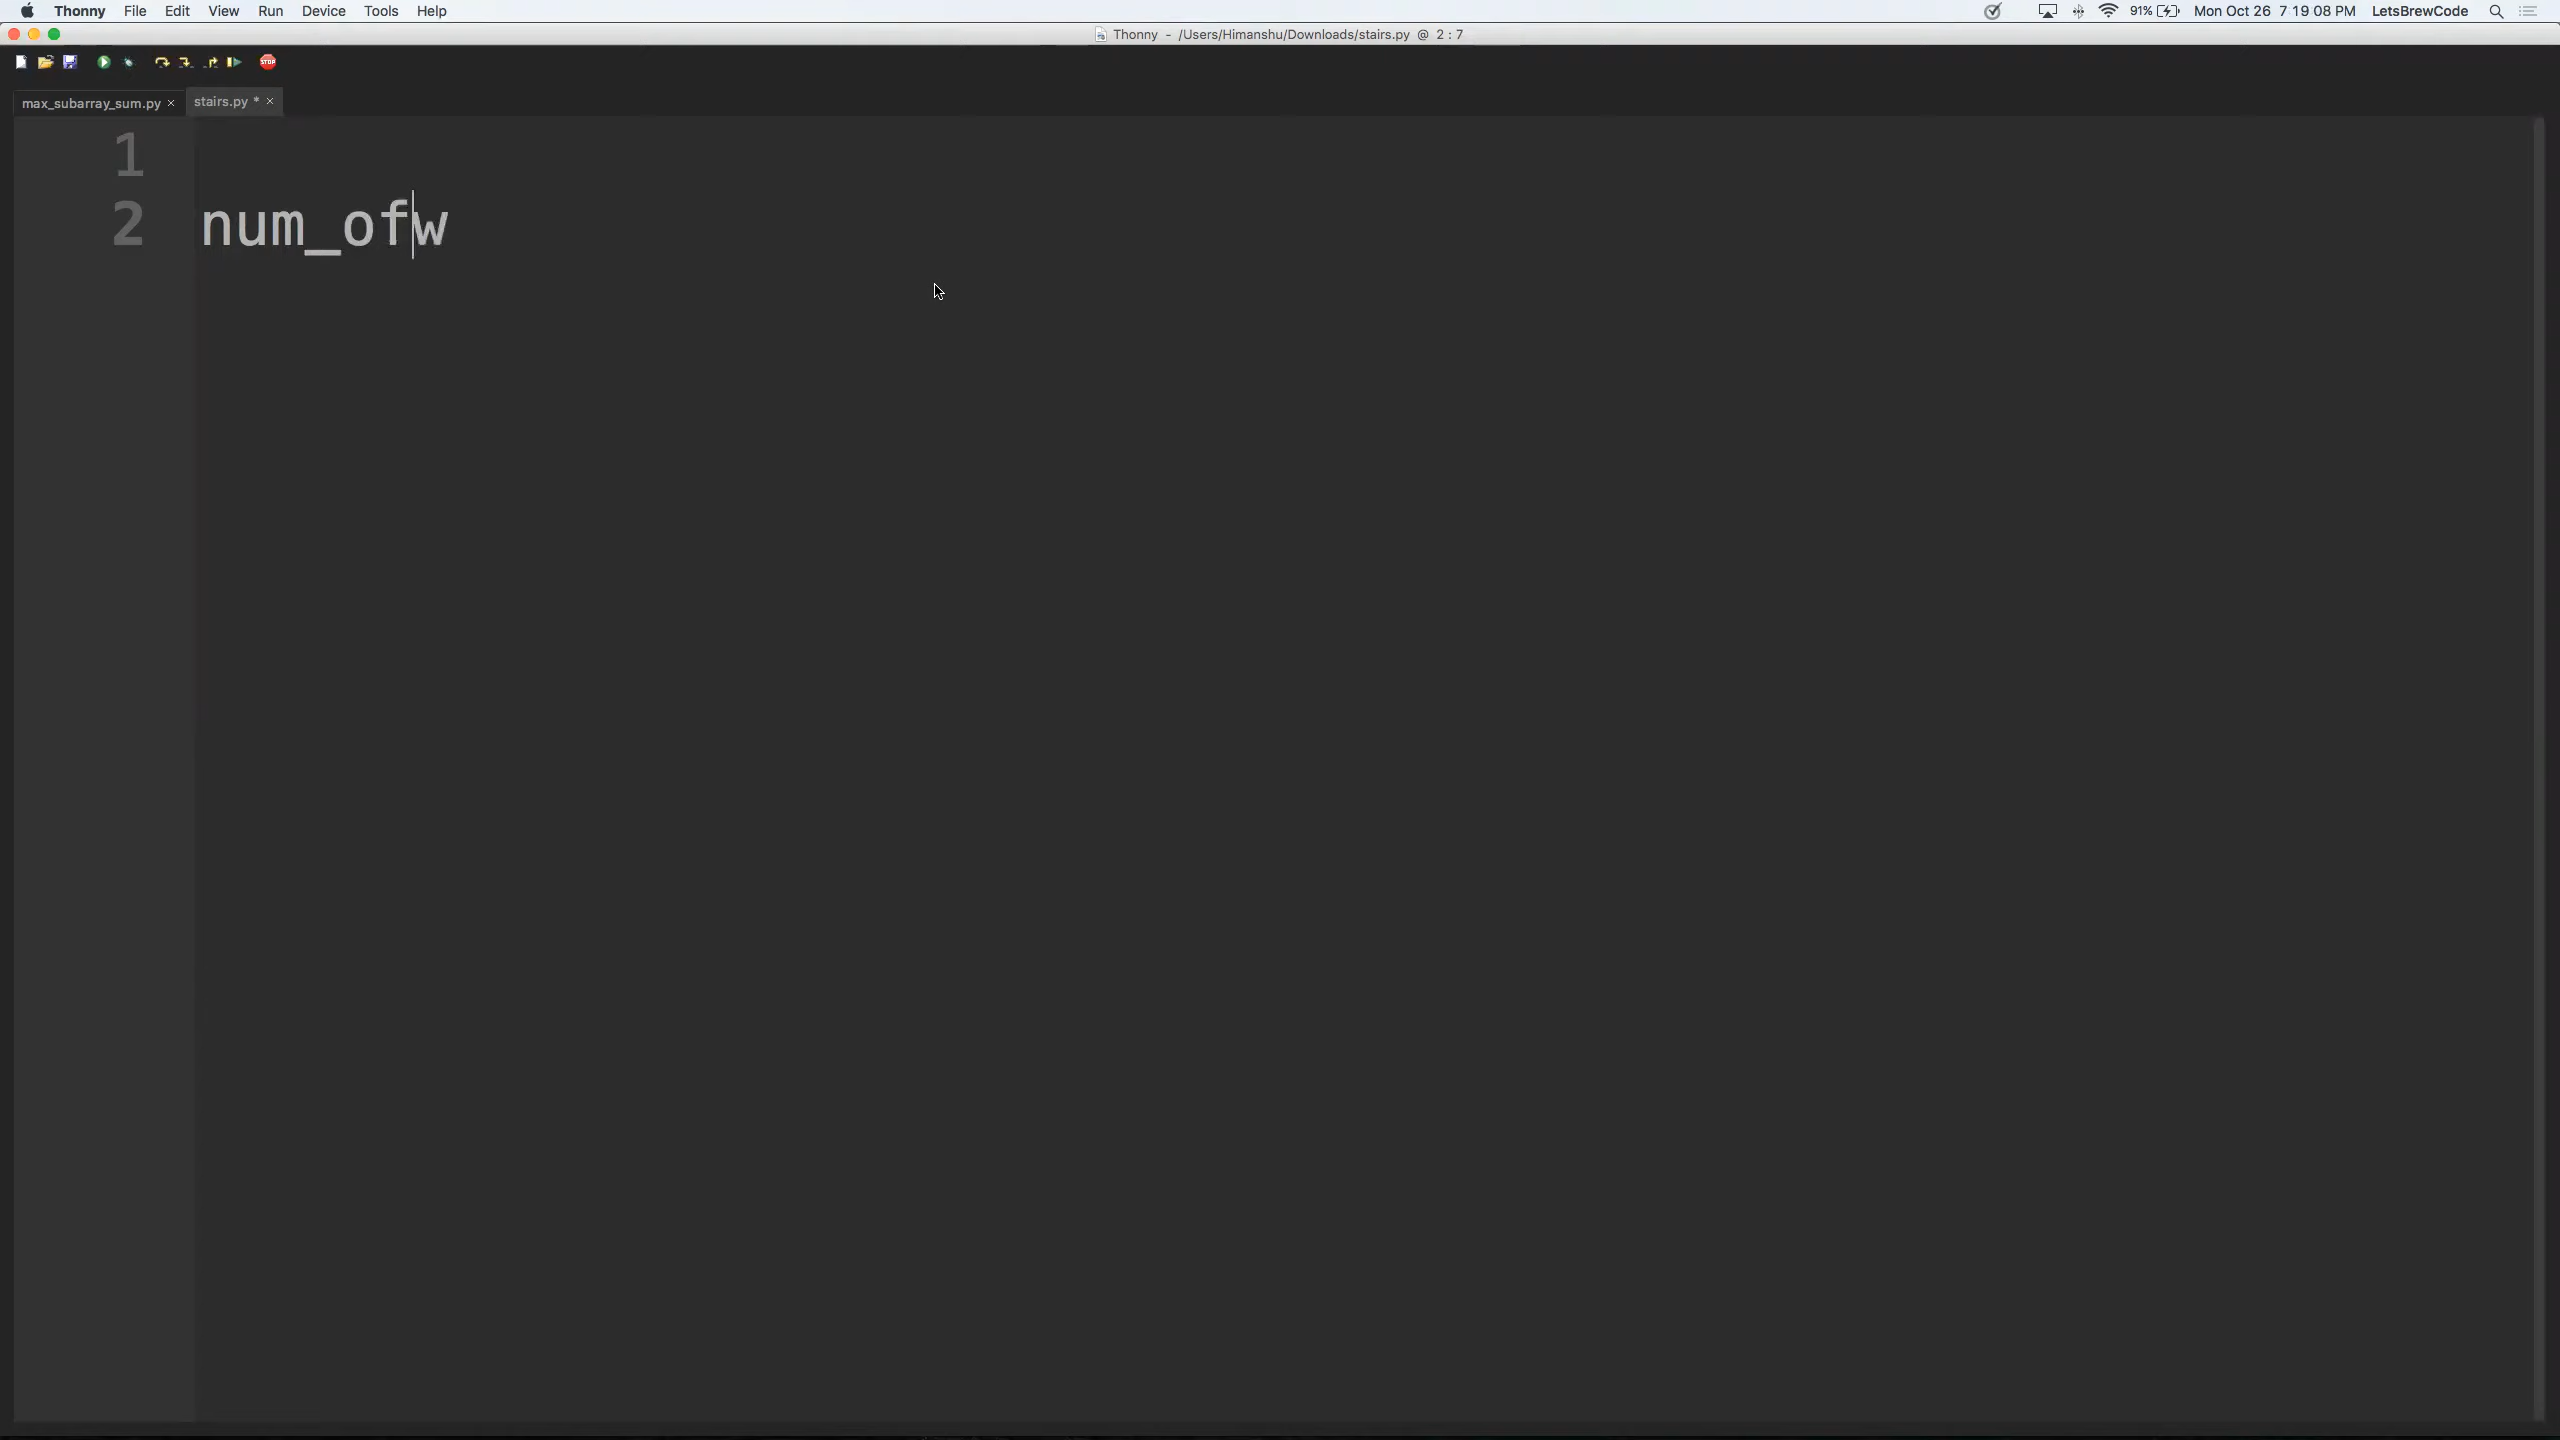 Thonny File Edit View Run Device Tools Help 91% Mon Oct 26 7 19 08 PM LetsBrewCode
Thonny - /Users/Himanshu/Downloads/stairs.py @ 2 : 7
STOP
max_subarray_sum.py × stairs.py * ×
1
2 num_ofw